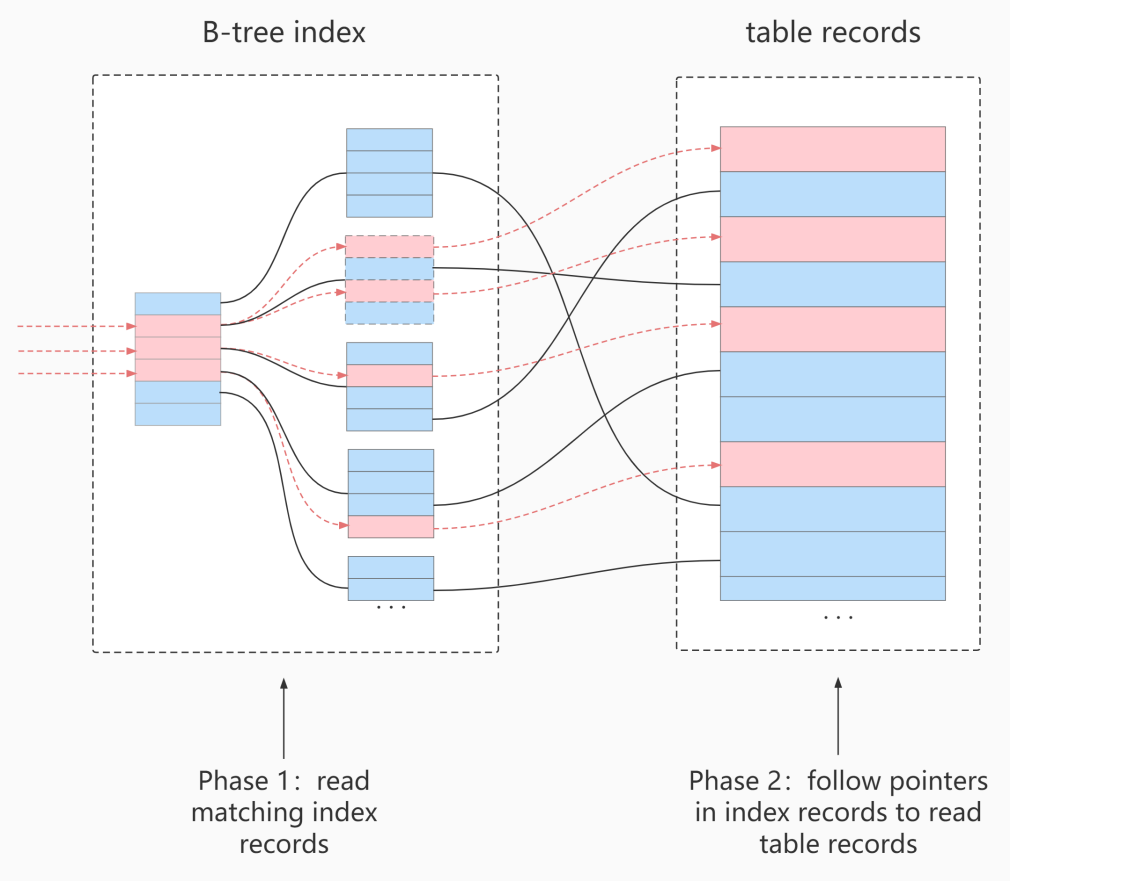 B-tree index
table records
. . .
. . .
Phase 1：read
matching index
records
Phase 2：follow pointers
in index records to read
table records